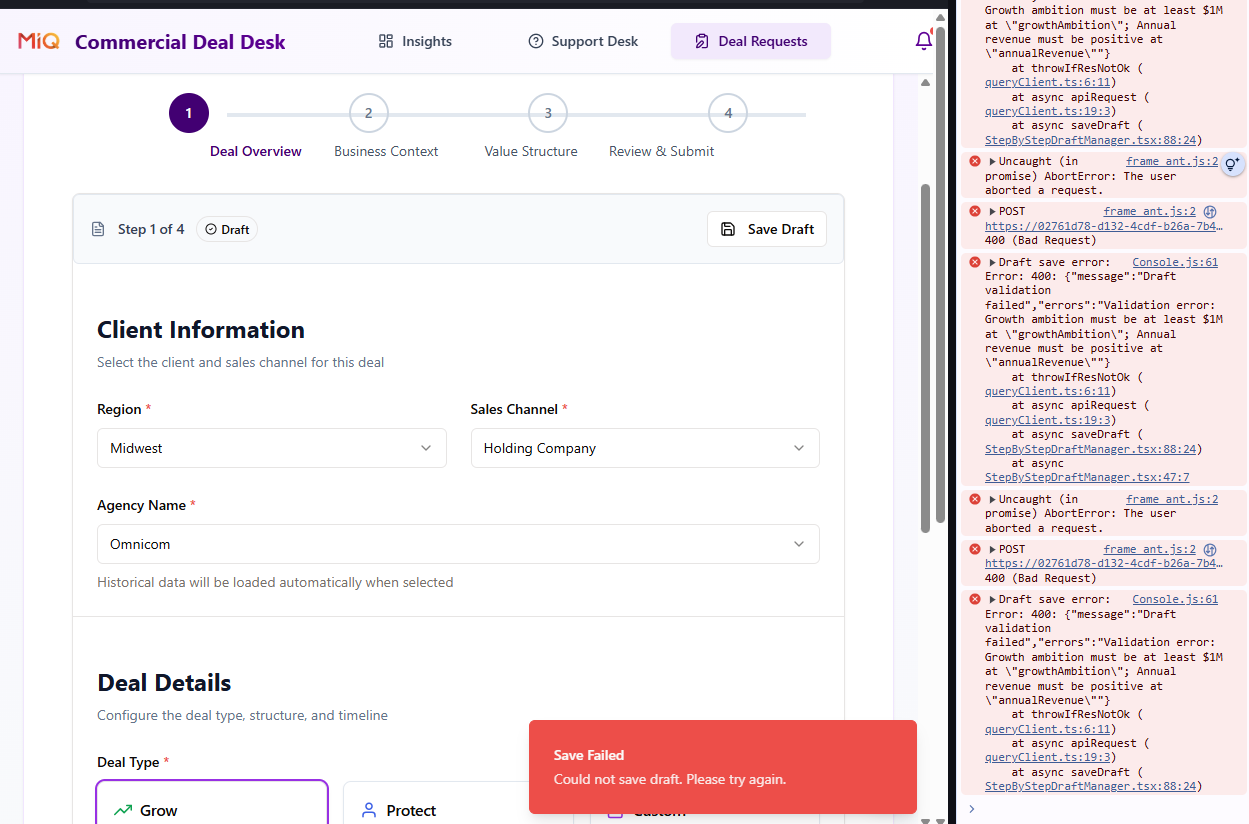 MiQ Commercial Deal Desk
Insights
Support Desk
Deal Requests
1
2
3
4
Deal Overview
Business Context
Value Structure
Review & Submit
Step 1 of 4
Draft
Save Draft
Client Information
Select the client and sales channel for this deal
Region *
Sales Channel *
Midwest
Holding Company
Agency Name *
Omnicom
Historical data will be loaded automatically when selected
Deal Details
Configure the deal type, structure, and timeline
Deal Type *
Grow
Protect
Custom
Save Failed
Could not save draft. Please try again.
Growth ambition must be at least $1M
at \"growthAmbition\"; Annual
revenue must be positive at
\"annualRevenue\""}
at throwIfResNotOk (
queryClient.ts:6:11)
at async apiRequest (
queryClient.ts:19:3)
at async saveDraft (
StepByStepDraftManager.tsx:88:24)
Uncaught (in frame_ant.js:2
promise) AbortError: The user
aborted a request.
POST frame_ant.js:2
https://02761d78-d132-4cdf-b26a-7b4…
400 (Bad Request)
Draft save error: Console.js:61
Error: 400: {"message":"Draft
validation
failed","errors":"Validation error:
Growth ambition must be at least $1M
at \"growthAmbition\"; Annual
revenue must be positive at
\"annualRevenue\""}
at throwIfResNotOk (
queryClient.ts:6:11)
at async apiRequest (
queryClient.ts:19:3)
at async saveDraft (
StepByStepDraftManager.tsx:88:24)
at async
StepByStepDraftManager.tsx:47:7
Uncaught (in frame_ant.js:2
promise) AbortError: The user
aborted a request.
POST frame_ant.js:2
https://02761d78-d132-4cdf-b26a-7b4…
400 (Bad Request)
Draft save error: Console.js:61
Error: 400: {"message":"Draft
validation
failed","errors":"Validation error:
Growth ambition must be at least $1M
at \"growthAmbition\"; Annual
revenue must be positive at
\"annualRevenue\""}
at throwIfResNotOk (
queryClient.ts:6:11)
at async apiRequest (
queryClient.ts:19:3)
at async saveDraft (
StepByStepDraftManager.tsx:88:24)